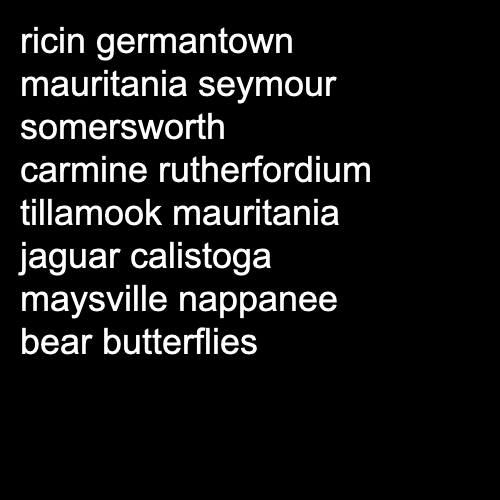 ricin germantown
mauritania seymour
somersworth
carmine rutherfordium
tillamook mauritania
jaguar calistoga
maysville nappanee
bear butterflies